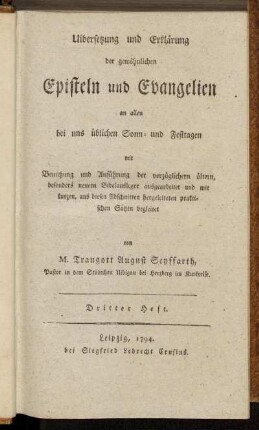 Uibersetzung und Erklärung
der gewöhnlichen
Episteln und Evangelien
an allen
bei uns üblichen Sonn- und Festtagen
mit
Benutzung und Anführung der vorzüglichern ältern,
besonders neuern Bibelausleger ausgearbeitet und mit
kurzen, aus diesen Abschnitten hergeleiteten prakti-
schen Sätzen begleitet
von
M. Traugott August Seyffarth,
Pastor in dem Städtchen Uibigau bei Herzberg im Kurkreise.
Dritter Heft.
Leipzig, 1794.
bei Siegfried Lebrecht Crusius.